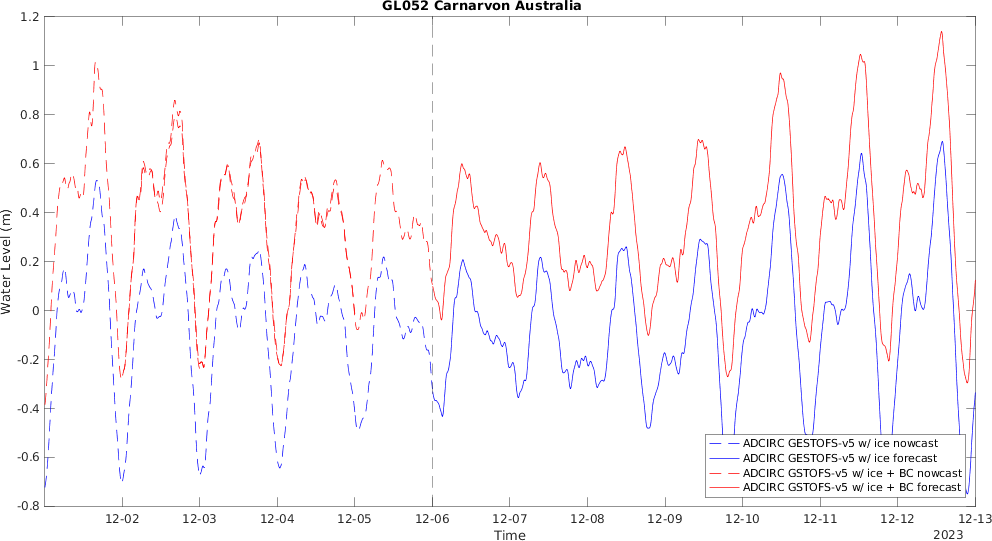 GL052 Carnarvon Australia
1.2
1
0.8
0.6
0.4
0.2
0
-0.2
-0.4
-0.6
-0.8
Water Level (m)
ADCIRC GESTOFS-v5 w/ ice nowcast
ADCIRC GESTOFS-v5 w/ ice forecast
ADCIRC GSTOFS-v5 w/ ice + BC nowcast
ADCIRC GSTOFS-v5 w/ ice + BC forecast
12-02 12-03 12-04 12-05 12-06 12-07 12-08 12-09 12-10 12-11 12-12 12-13
Time
2023